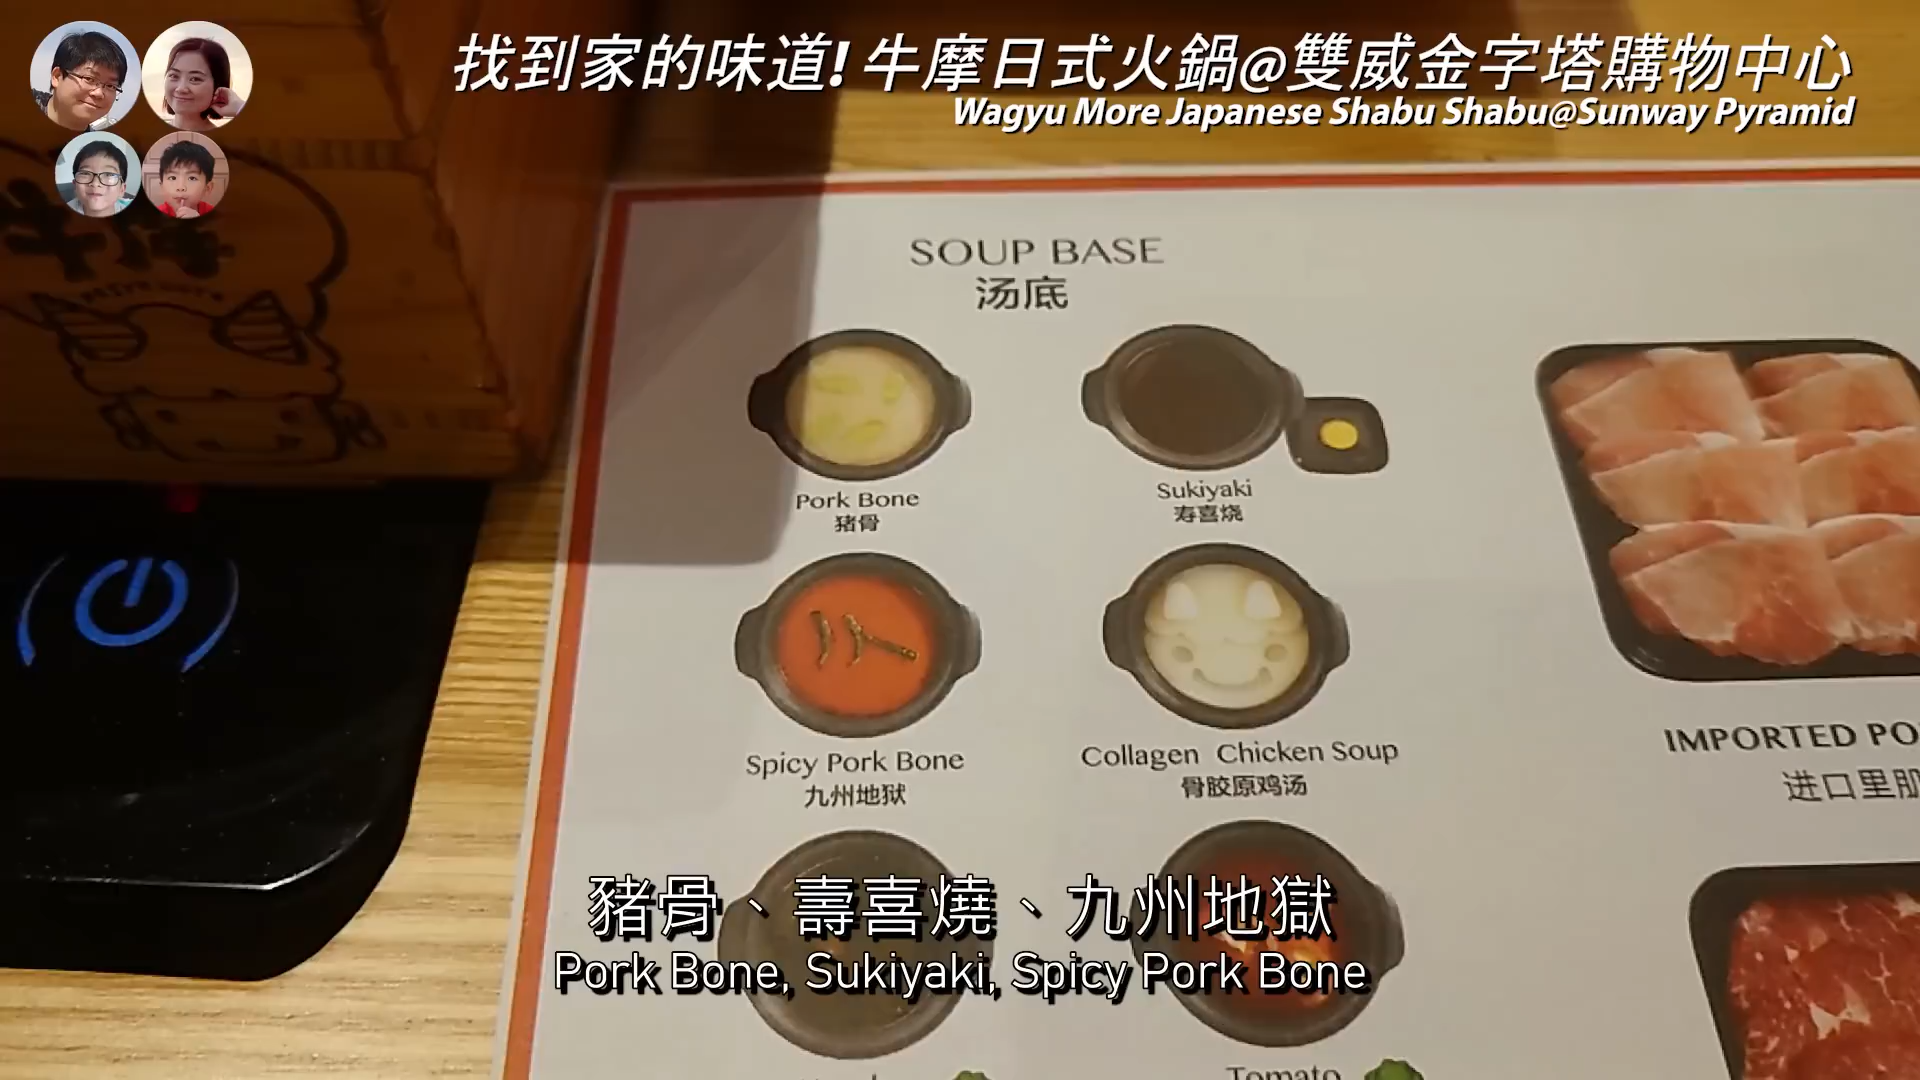 找到家的味道! 牛摩日式火鍋@雙威金字塔購物中心
Wagyu More Japanese Shabu Shabu@Sunway Pyramid
SOUP BASE
汤底
Pork Bone
猪骨
Sukiyaki
寿喜烧
Spicy Pork Bone
九州地狱
Collagen Chicken Soup
骨胶原鸡汤
IMPORTED PO
进口里肌
豬骨、壽喜燒、九州地獄
Pork Bone, Sukiyaki, Spicy Pork Bone
Tomato